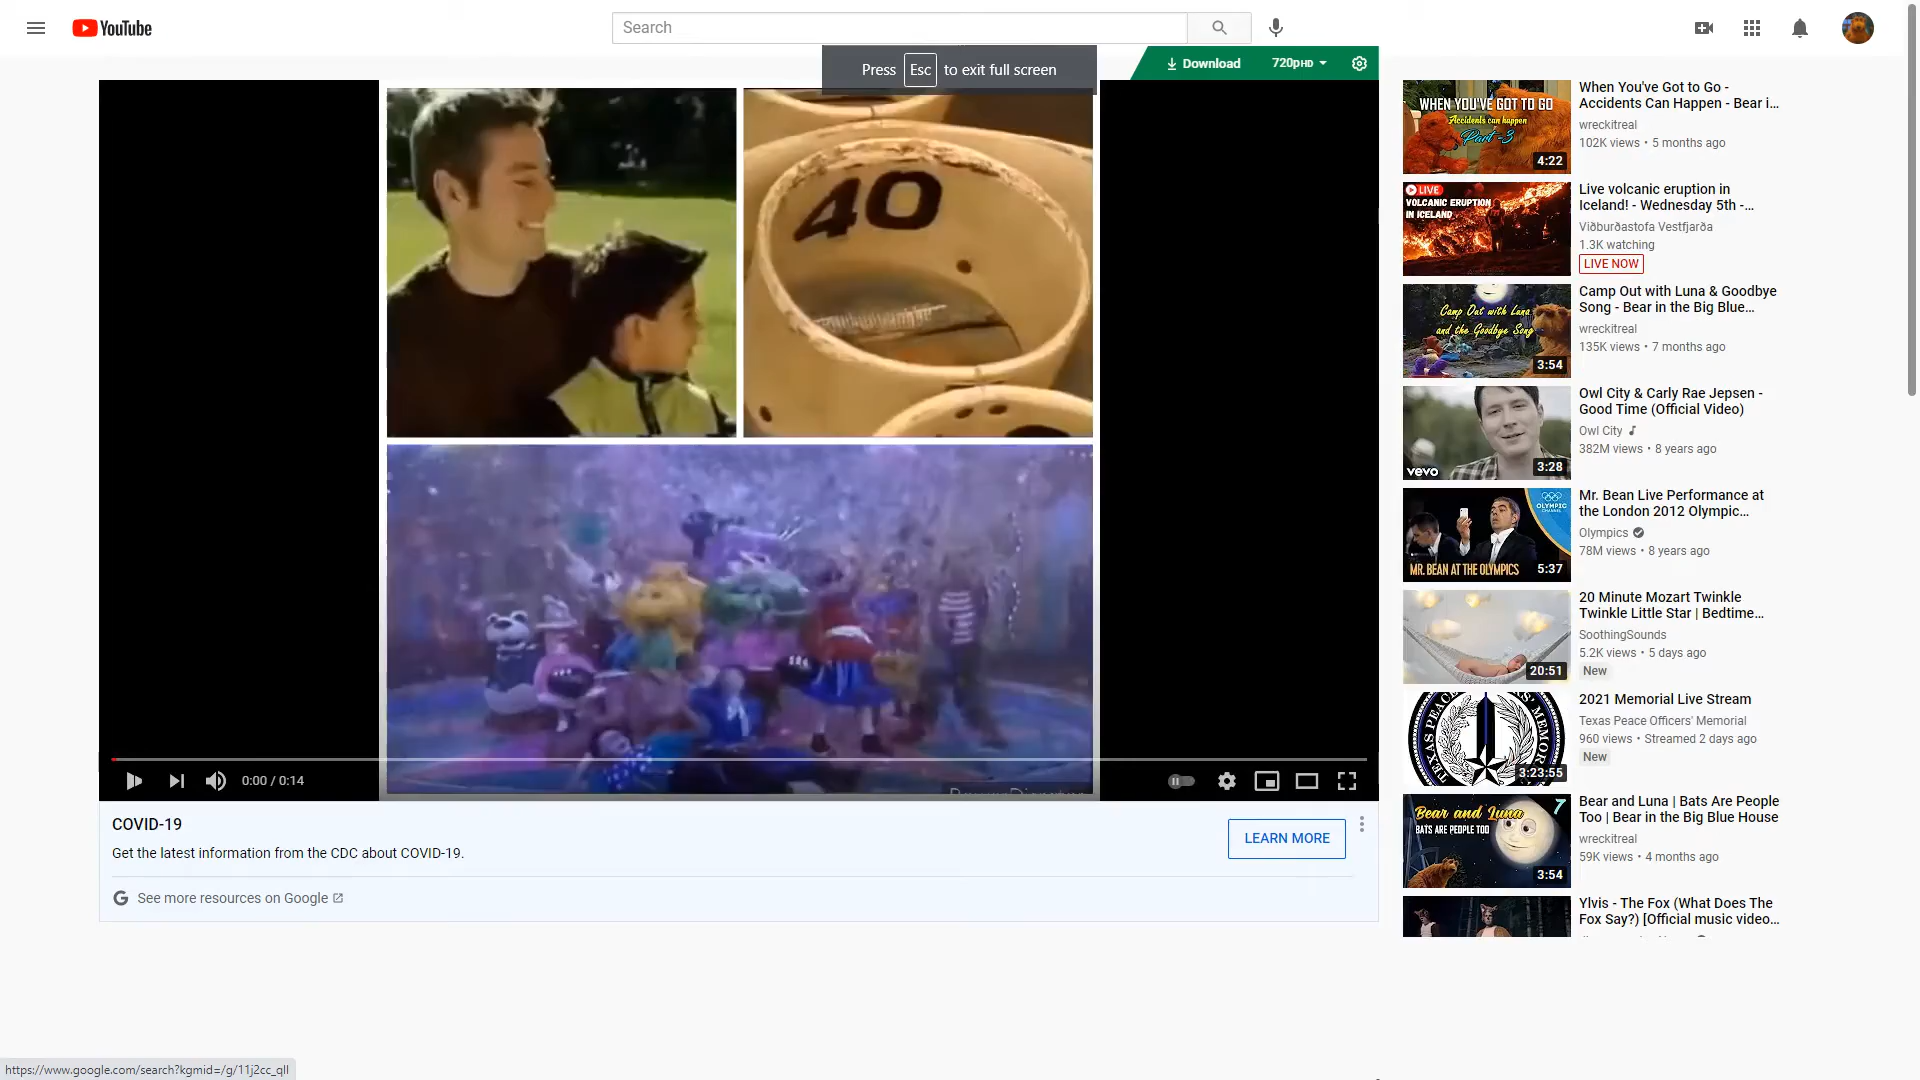 YouTube
Search
Press Esc to exit full screen
Download 720pHD
40
0:00 / 0:14
COVID-19
Get the latest information from the CDC about COVID-19.
LEARN MORE
See more resources on Google
WHEN YOU'VE GOT TO GO
Accidents can happen
Part -3
4:22
When You've Got to Go -
Accidents Can Happen - Bear i...
wreckitreal
102K views • 5 months ago
LIVE
VOLCANIC ERUPTION
IN ICELAND
Live volcanic eruption in
Iceland! - Wednesday 5th -...
Viðburðastofa Vestfjarða
1.3K watching
LIVE NOW
Camp Out with Luna
and the Goodbye Song
3:54
Camp Out with Luna & Goodbye
Song - Bear in the Big Blue...
wreckitreal
135K views • 7 months ago
vevo
3:28
Owl City & Carly Rae Jepsen -
Good Time (Official Video)
Owl City
382M views • 8 years ago
OLYMPIC
CHANNEL
MR. BEAN AT THE OLYMPICS
5:37
Mr. Bean Live Performance at
the London 2012 Olympic...
Olympics
78M views • 8 years ago
20:51
20 Minute Mozart Twinkle
Twinkle Little Star | Bedtime...
SoothingSounds
5.2K views • 5 days ago
New
3:23:55
2021 Memorial Live Stream
Texas Peace Officers' Memorial
960 views • Streamed 2 days ago
New
Bear and Luna 7
BATS ARE PEOPLE TOO
3:54
Bear and Luna | Bats Are People
Too | Bear in the Big Blue House
wreckitreal
59K views • 4 months ago
Ylvis - The Fox (What Does The
Fox Say?) [Official music video...
https://www.google.com/search?kgmid=/g/11j2cc_qll